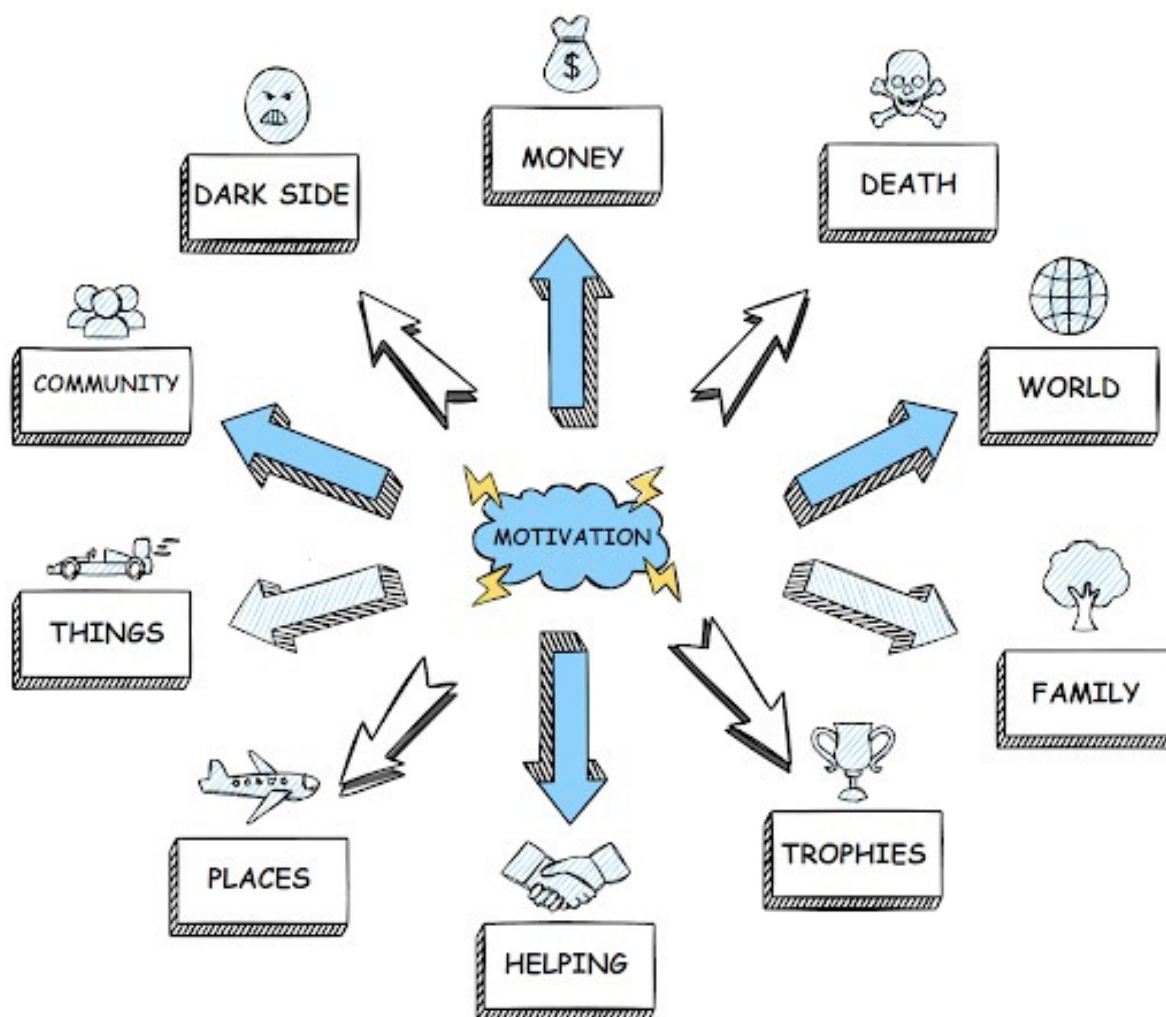 $
MONEY
DEATH
DARK SIDE
WORLD
COMMUNITY
MOTIVATION
THINGS
FAMILY
TROPHIES
PLACES
HELPING